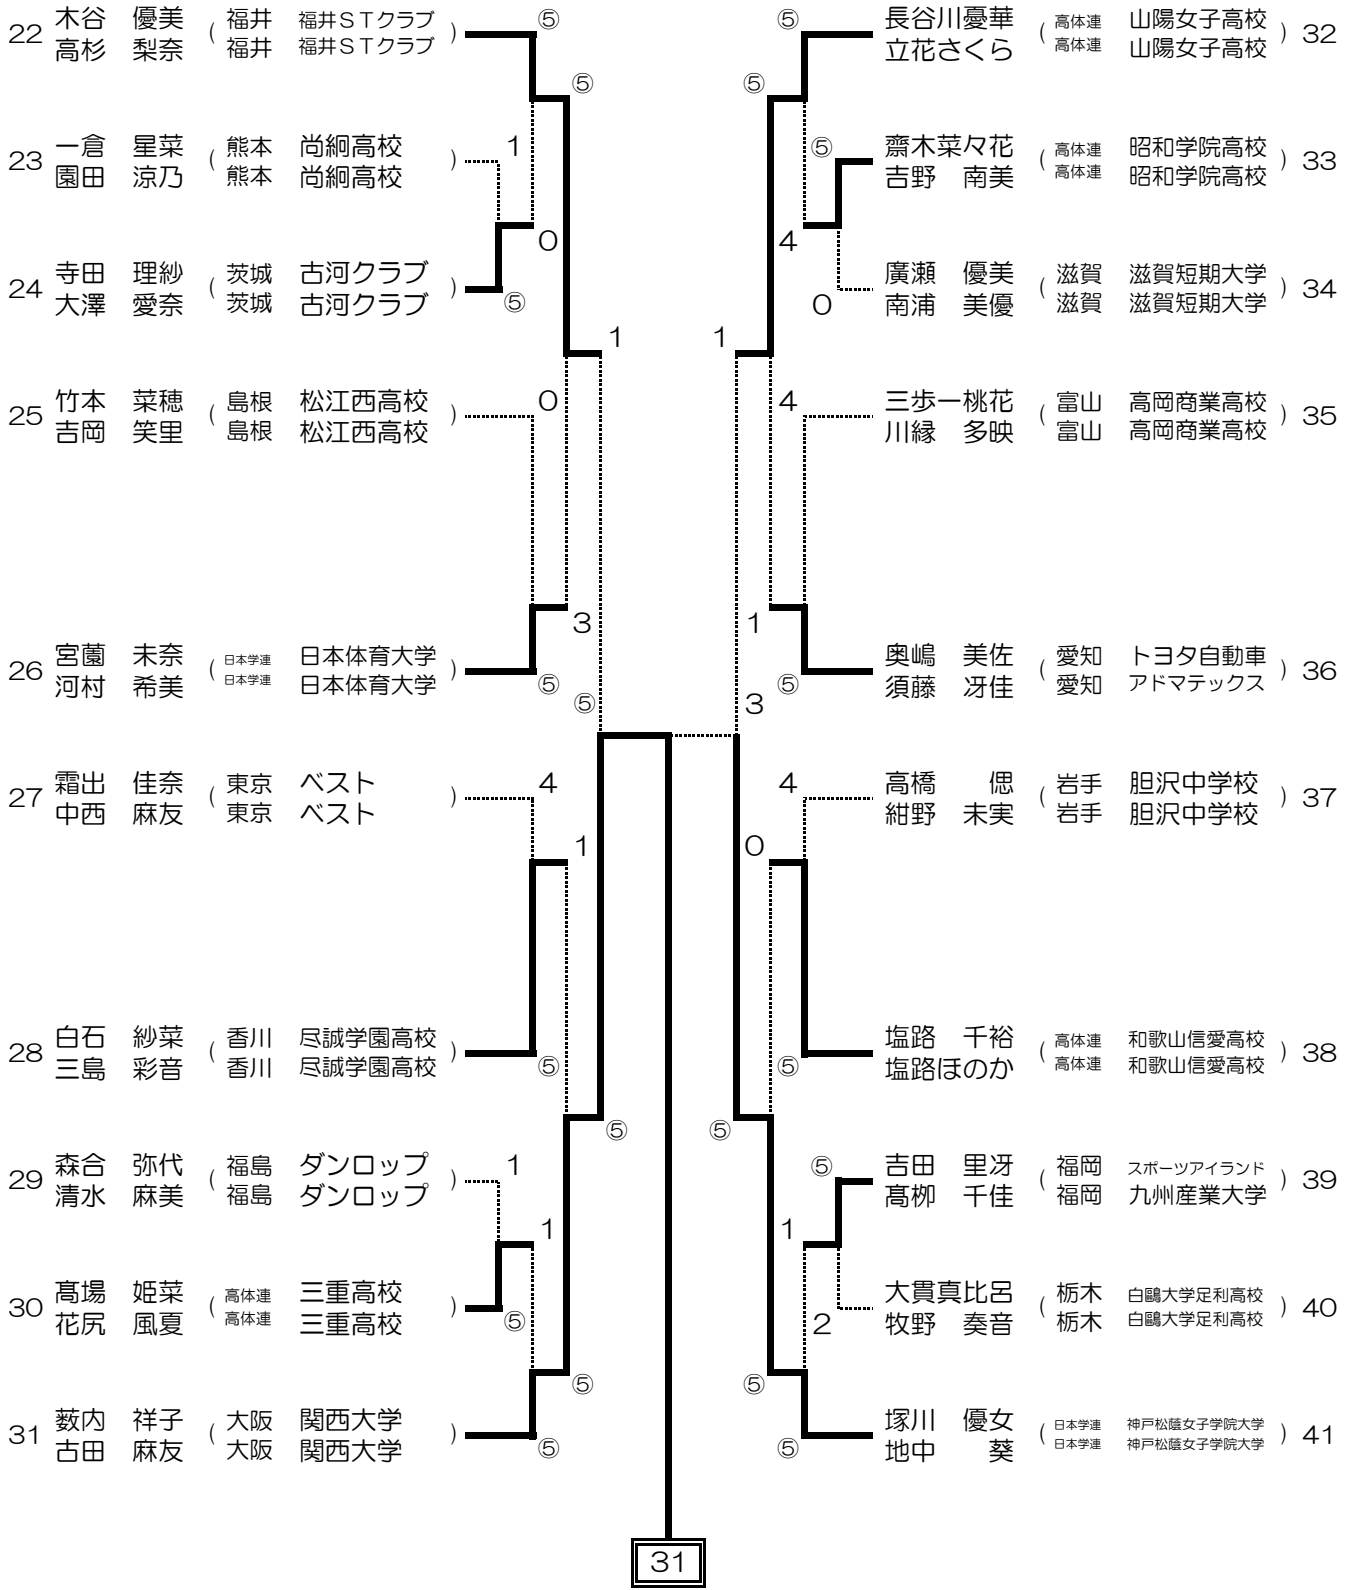 22 木谷 優美 ( 福井 福井ＳＴクラブ ) ⑤
高杉 梨奈 福井 福井ＳＴクラブ
⑤
23 一倉 星菜 ( 熊本 尚絅高校 ) 1
園田 涼乃 熊本 尚絅高校
0
24 寺田 理紗 ( 茨城 古河クラブ ) ⑤
大澤 愛奈 茨城 古河クラブ
1
25 竹本 菜穂 ( 島根 松江西高校 ) 0
吉岡 笑里 島根 松江西高校
3
26 宮薗 未奈 ( 日本学連 日本体育大学 ) ⑤
河村 希美 日本学連 日本体育大学
⑤
27 霜出 佳奈 ( 東京 ベスト ) 4
中西 麻友 東京 ベスト
1
28 白石 紗菜 ( 香川 尽誠学園高校 ) ⑤
三島 彩音 香川 尽誠学園高校
⑤
29 森合 弥代 ( 福島 ダンロップ ) 1
清水 麻美 福島 ダンロップ
1
30 髙場 姫菜 ( 高体連 三重高校 ) ⑤
花尻 風夏 高体連 三重高校
⑤
31 薮内 祥子 ( 大阪 関西大学 ) ⑤
古田 麻友 大阪 関西大学
⑤ 長谷川憂華 ( 高体連 山陽女子高校 ) 32
立花さくら 高体連 山陽女子高校
⑤
⑤ 齋木菜々花 ( 高体連 昭和学院高校 ) 33
吉野 南美 高体連 昭和学院高校
4
0 廣瀬 優美 ( 滋賀 滋賀短期大学 ) 34
南浦 美優 滋賀 滋賀短期大学
1
4 三歩一桃花 ( 富山 高岡商業高校 ) 35
川縁 多映 富山 高岡商業高校
1
⑤ 奥嶋 美佐 ( 愛知 トヨタ自動車 ) 36
須藤 冴佳 愛知 アドマテックス
3
4 高橋 偲 ( 岩手 胆沢中学校 ) 37
紺野 未実 岩手 胆沢中学校
0
⑤ 塩路 千裕 ( 高体連 和歌山信愛高校 ) 38
塩路ほのか 高体連 和歌山信愛高校
⑤
⑤ 吉田 里冴 ( 福岡 スポーツアイランド ) 39
髙栁 千佳 福岡 九州産業大学
1
2 大貫真比呂 ( 栃木 白鷗大学足利高校 ) 40
牧野 奏音 栃木 白鷗大学足利高校
⑤
⑤ 塚川 優女 ( 日本学連 神戸松蔭女子学院大学 ) 41
地中 葵 日本学連 神戸松蔭女子学院大学
31